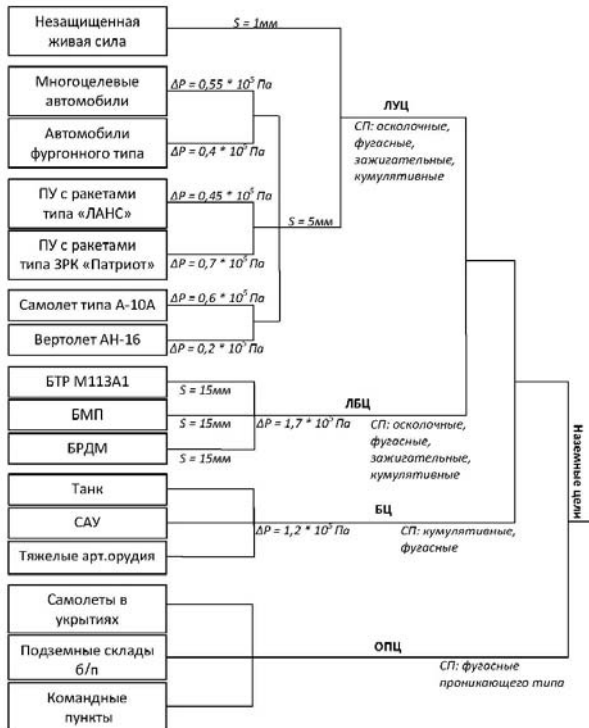 Незащищенная
живая сила
S = 1мм
Многоцелевые
автомобили
ΔP = 0,55 * 10⁵ Па
Автомобили
фургонного типа
ΔP = 0,4 * 10⁵ Па
ЛУЦ
СП: осколочные,
фугасные,
зажигательные,
кумулятивные
ПУ с ракетами
типа «ЛАНС»
ΔP = 0,45 * 10⁵ Па
S = 5мм
ПУ с ракетами
типа ЗРК «Патриот»
ΔP = 0,7 * 10⁵ Па
Самолет типа А-10А
ΔP = 0,6 * 10⁵ Па
Вертолет АН-16
ΔP = 0,2 * 10⁵ Па
БТР М113А1
S = 15мм
БМП
S = 15мм
БРДМ
S = 15мм
ΔP = 1,7 * 10⁵ Па
ЛБЦ
СП: осколочные,
фугасные,
зажигательные,
кумулятивные
Танк
САУ
Тяжелые арт.орудия
ΔP = 1,2 * 10⁵ Па
БЦ
СП: кумулятивные,
фугасные
Наземные цели
Самолеты в
укрытиях
Подземные склады
б/п
Командные
пункты
ОПЦ
СП: фугасные
проникающего типа